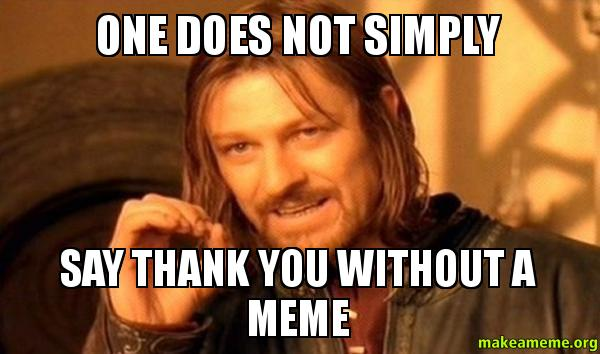 ONE DOES NOT SIMPLY
SAY THANK YOU WITHOUT A
MEME
makeameme.org